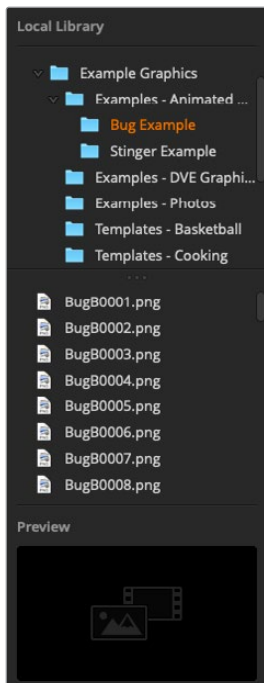 Local Library
Example Graphics
Examples - Animated ...
Bug Example
Stinger Example
Examples - DVE Graphi...
Examples - Photos
Templates - Basketball
Templates - Cooking
BugB0001.png
BugB0002.png
BugB0003.png
BugB0004.png
BugB0005.png
BugB0006.png
BugB0007.png
BugB0008.png
Preview